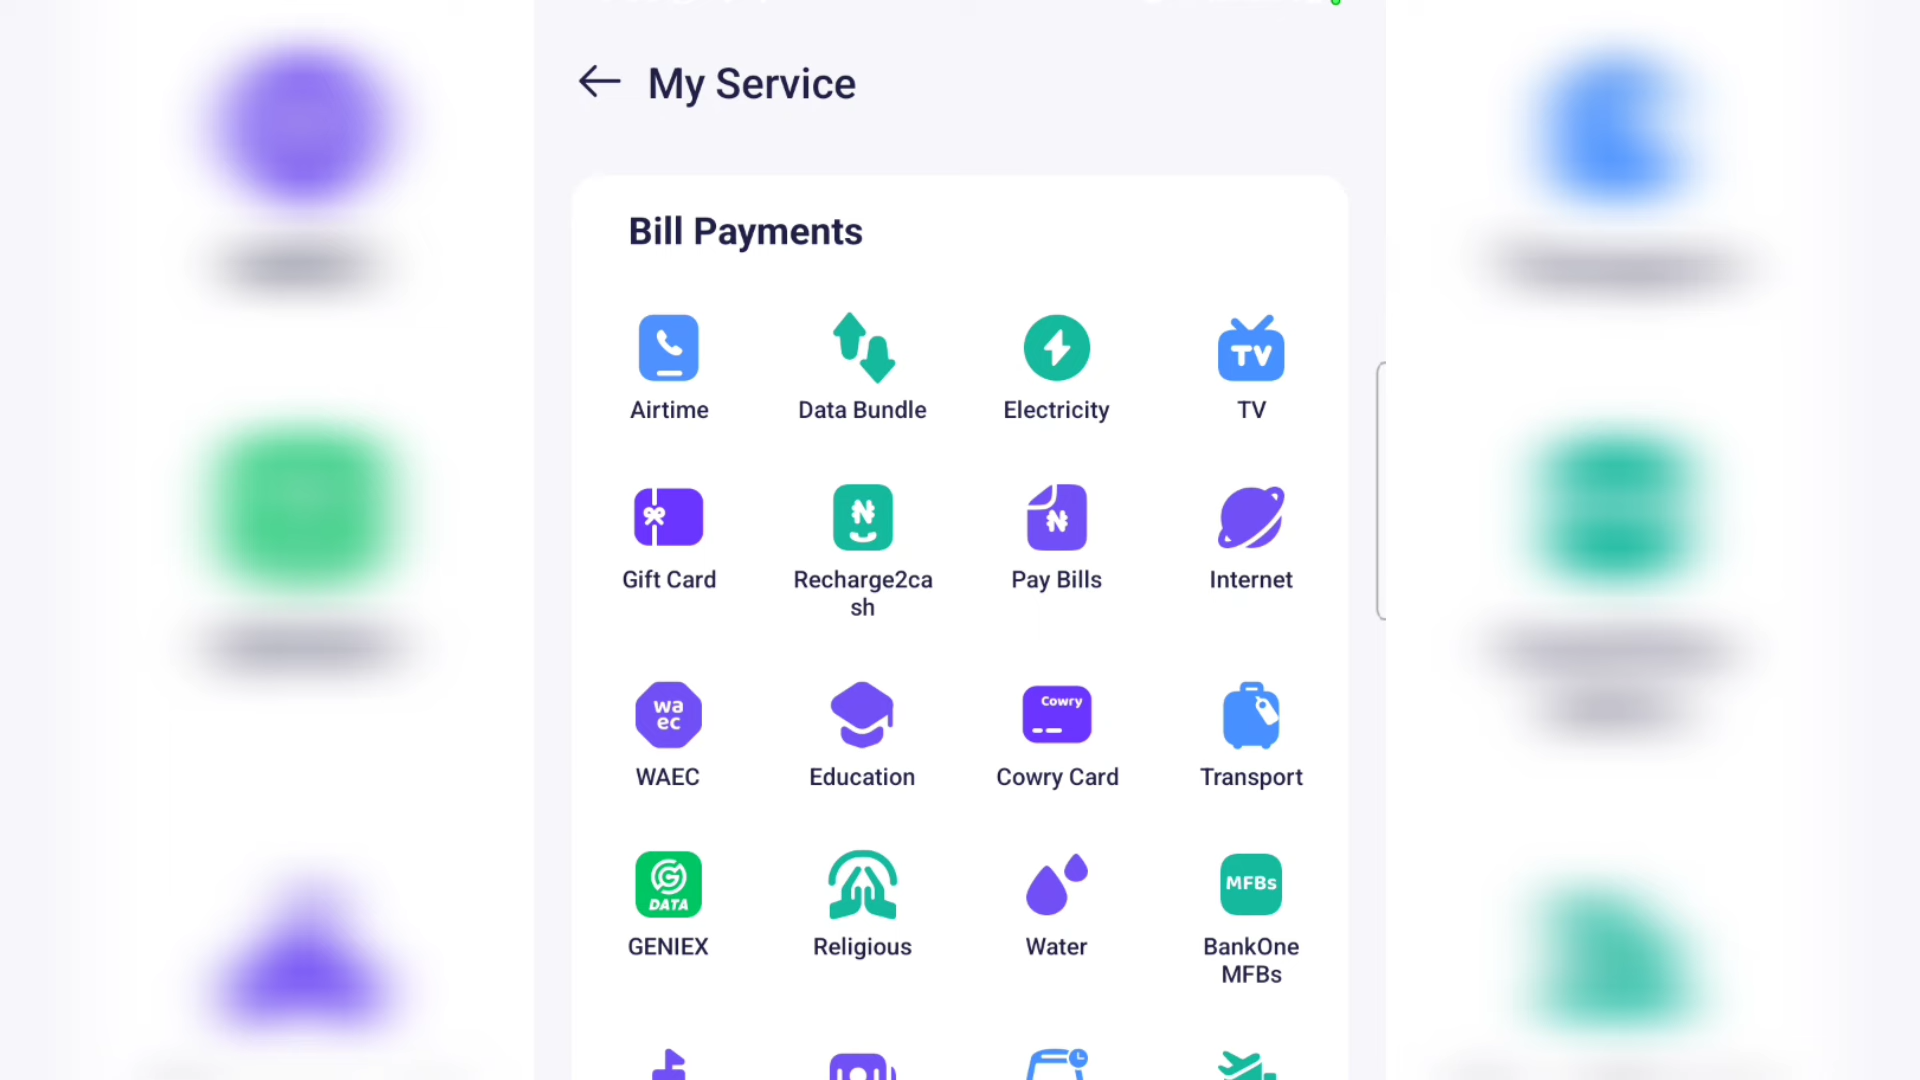 My Service
Bill Payments
Airtime
Data Bundle
Electricity
TV
TV
Gift Card
Recharge2ca
sh
Pay Bills
Internet
wa
ec
Cowry
WAEC
Education
Cowry Card
Transport
G
DATA
MFBs
GENIEX
Religious
Water
BankOne
MFBs